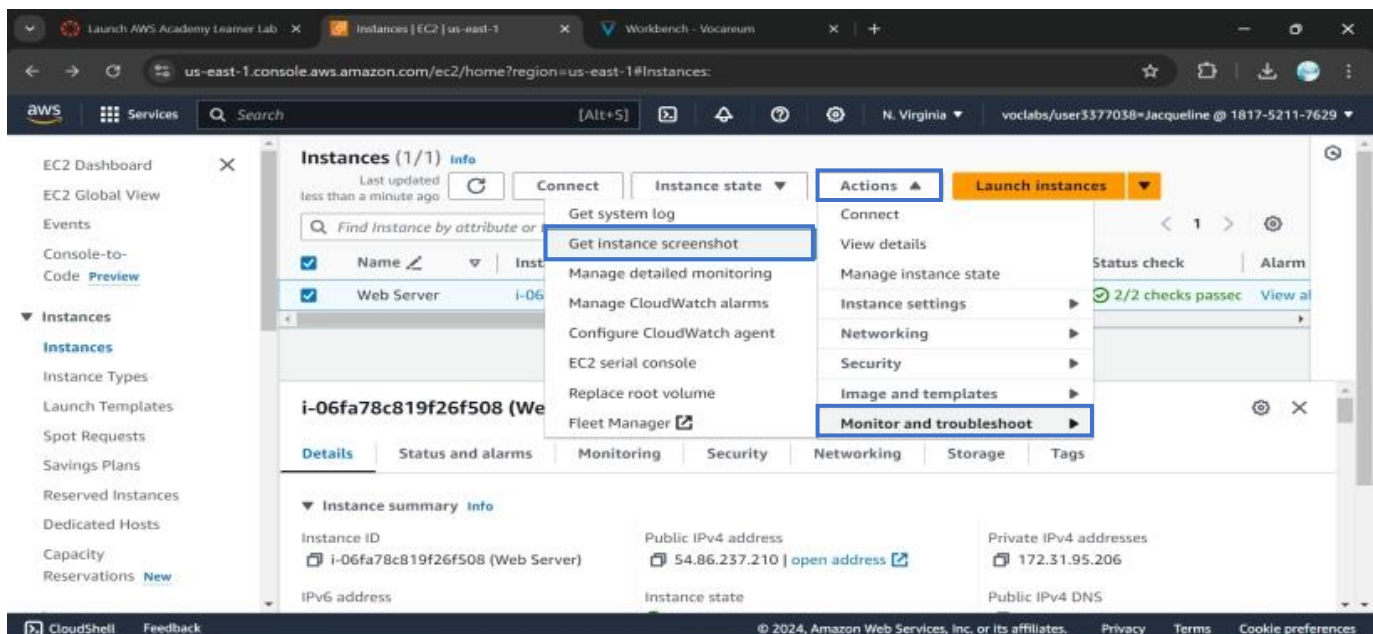 Launch AWS Academy Learner Lab
Instances | EC2 | us-east-1
Workbench - Vocareum
us-east-1.console.aws.amazon.com/ec2/home?region=us-east-1#Instances:
aws
Services
Search
[Alt+S]
N. Virginia
voclabs/user3377038=Jacqueline @ 1817-5211-7629
EC2 Dashboard
EC2 Global View
Events
Console-to-
Code Preview
Instances
Instances
Instance Types
Launch Templates
Spot Requests
Savings Plans
Reserved Instances
Dedicated Hosts
Capacity
Reservations New
Instances (1/1) Info
Last updated
less than a minute ago
Connect
Instance state
Actions
Launch instances
Find Instance by attribute or
1
Name
Inst
Status check
Alarm
Web Server
i-06
2/2 checks passec
View al
Get system log
Get instance screenshot
Manage detailed monitoring
Manage CloudWatch alarms
Configure CloudWatch agent
EC2 serial console
Replace root volume
Fleet Manager
Connect
View details
Manage instance state
Instance settings
Networking
Security
Image and templates
Monitor and troubleshoot
i-06fa78c819f26f508 (We
Details
Status and alarms
Monitoring
Security
Networking
Storage
Tags
Instance summary Info
Instance ID
i-06fa78c819f26f508 (Web Server)
Public IPv4 address
54.86.237.210 | open address
Private IPv4 addresses
172.31.95.206
IPv6 address
Instance state
Public IPv4 DNS
CloudShell
Feedback
© 2024, Amazon Web Services, Inc. or its affiliates.
Privacy
Terms
Cookie preferences